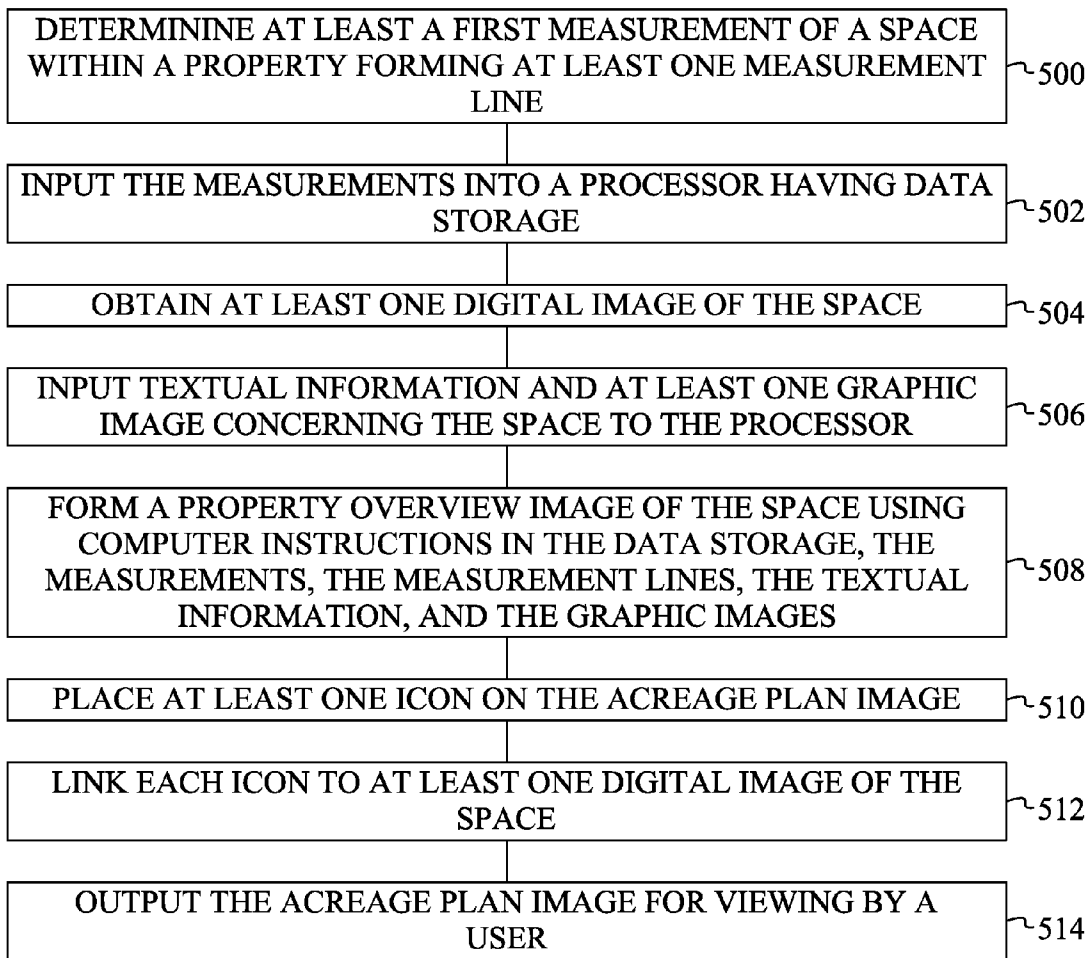 DETERMININE AT LEAST A FIRST MEASUREMENT OF A SPACE
WITHIN A PROPERTY FORMING AT LEAST ONE MEASUREMENT
LINE
500
INPUT THE MEASUREMENTS INTO A PROCESSOR HAVING DATA
STORAGE
502
OBTAIN AT LEAST ONE DIGITAL IMAGE OF THE SPACE
504
INPUT TEXTUAL INFORMATION AND AT LEAST ONE GRAPHIC
IMAGE CONCERNING THE SPACE TO THE PROCESSOR
506
FORM A PROPERTY OVERVIEW IMAGE OF THE SPACE USING
COMPUTER INSTRUCTIONS IN THE DATA STORAGE, THE
MEASUREMENTS, THE MEASUREMENT LINES, THE TEXTUAL
INFORMATION, AND THE GRAPHIC IMAGES
508
PLACE AT LEAST ONE ICON ON THE ACREAGE PLAN IMAGE
510
LINK EACH ICON TO AT LEAST ONE DIGITAL IMAGE OF THE
SPACE
512
OUTPUT THE ACREAGE PLAN IMAGE FOR VIEWING BY A
USER
514